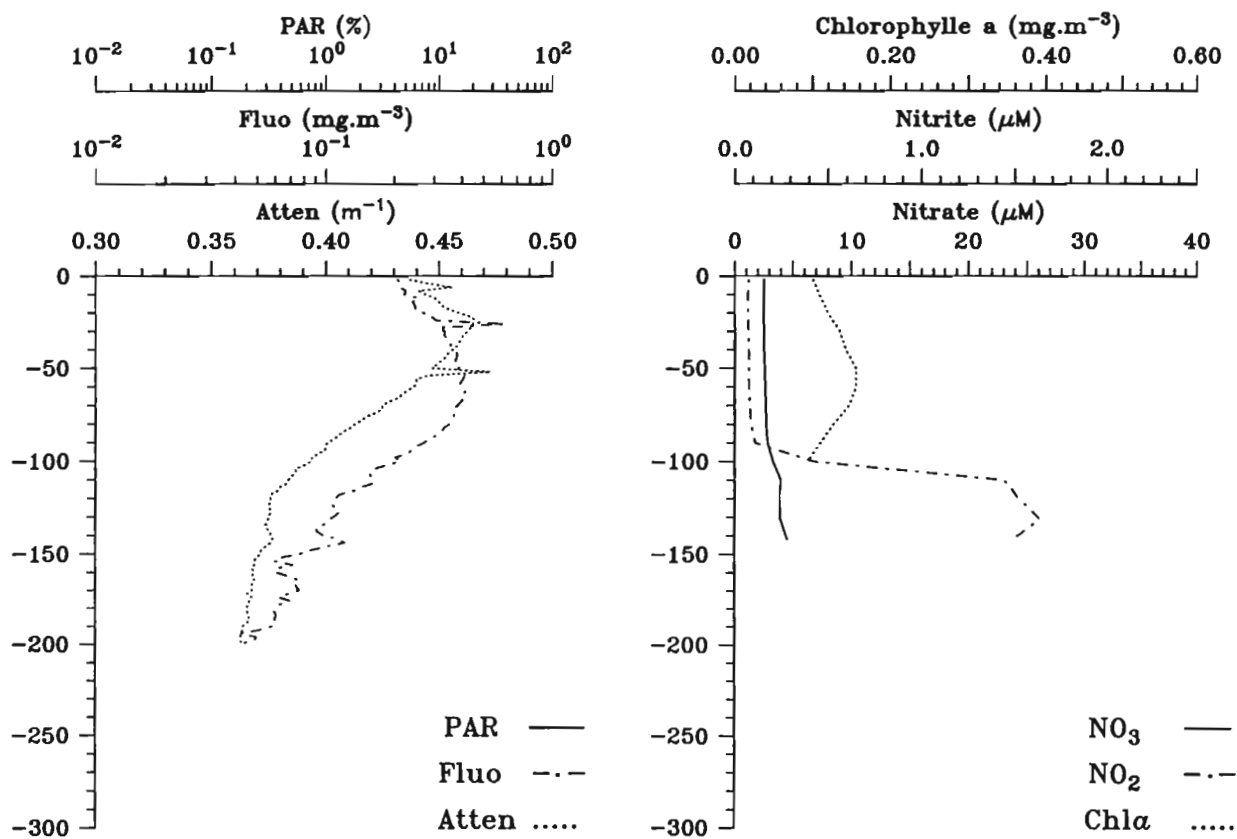 PAR (%)
10⁻² 10⁻¹ 10⁰ 10¹ 10²
Fluo (mg.m⁻³)
10⁻² 10⁻¹ 10⁰
Atten (m⁻¹)
0.30 0.35 0.40 0.45 0.50
0
−50
−100
−150
−200
−250
−300
PAR
Fluo
Atten
Chlorophylle a (mg.m⁻³)
0.00 0.20 0.40 0.60
Nitrite (μM)
0.0 1.0 2.0
Nitrate (μM)
0 10 20 30 40
0
−50
−100
−150
−200
−250
−300
NO₃
NO₂
Chla